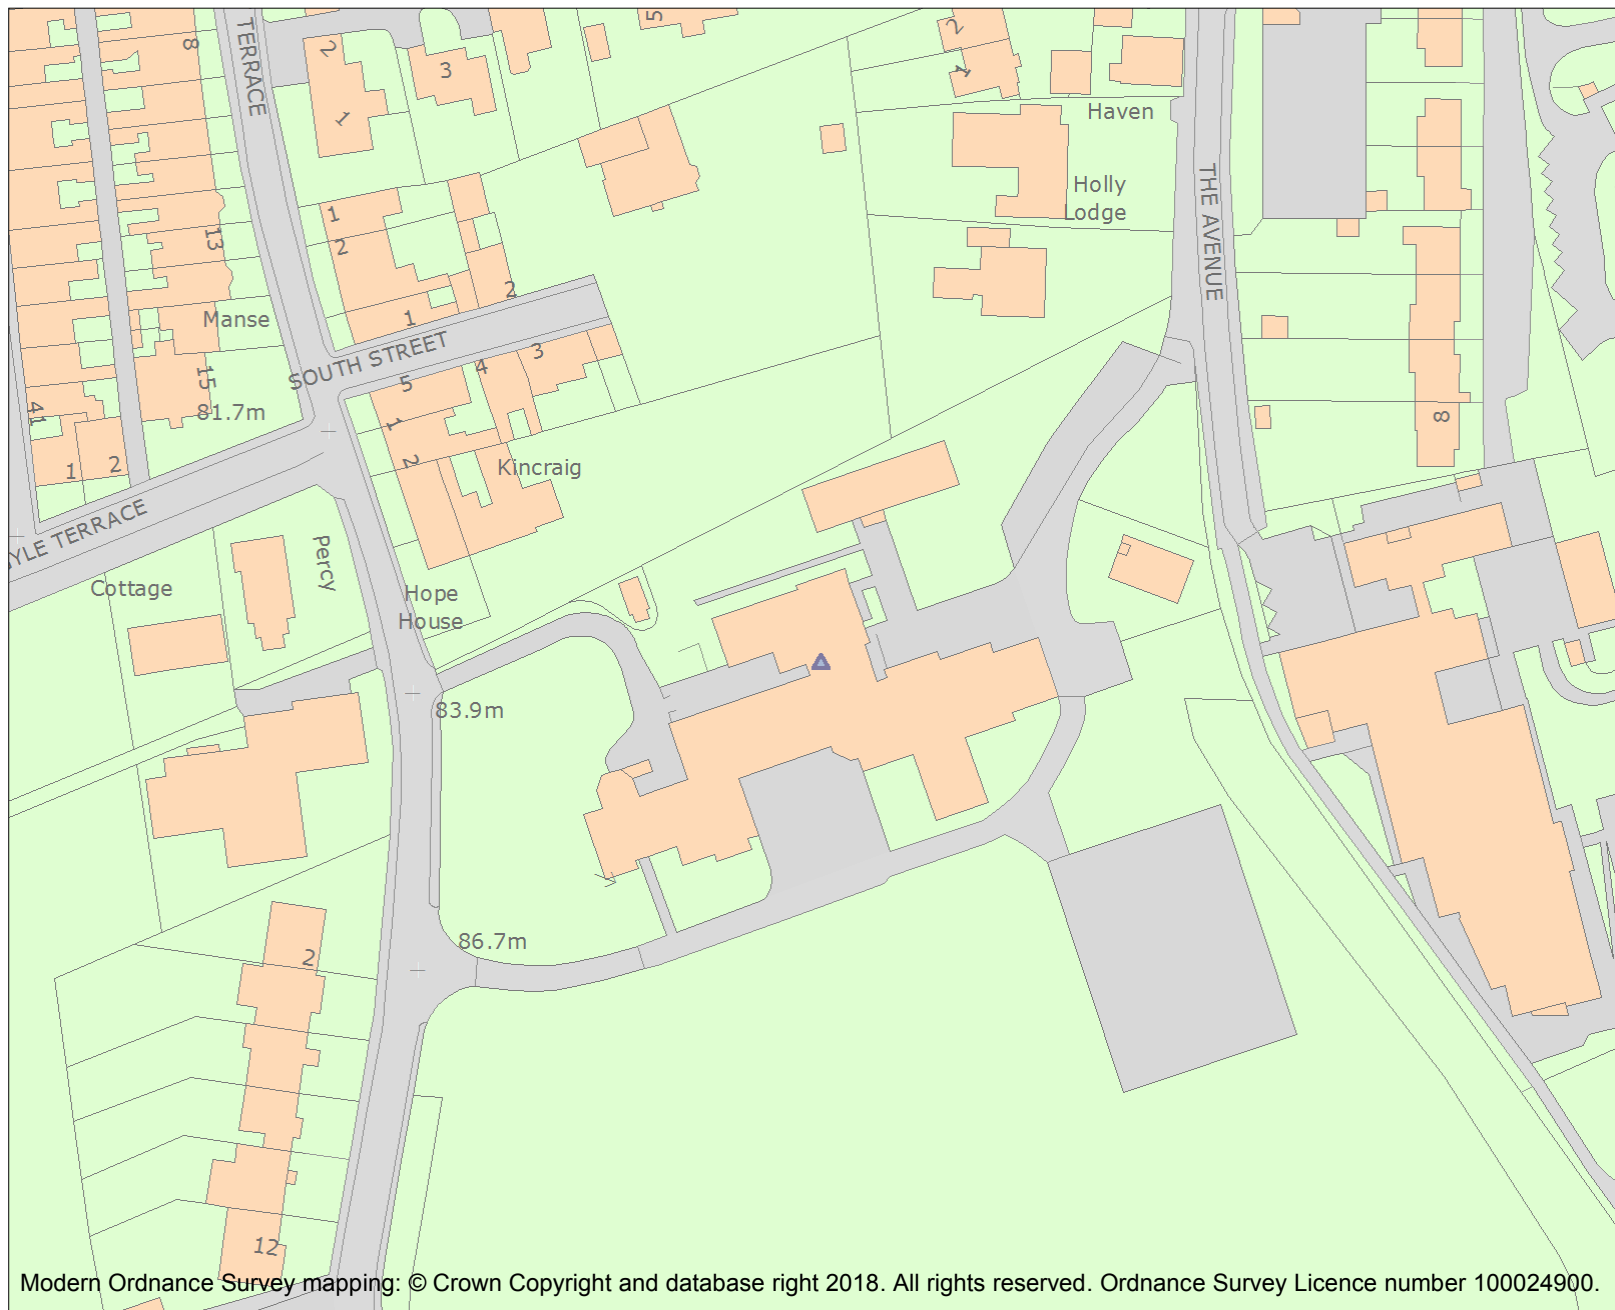 TERRACE
8
2
3
5
1
2
1
Haven
Holly
Lodge
THE AVENUE
1
2
13
2
1
Manse
SOUTH STREET
3
4
5
15
81.7m
41
1
2
1
2
8
Kincraig
YLE TERRACE
Percy
Cottage
Hope
House
83.9m
86.7m
2
12
Modern Ordnance Survey mapping: © Crown Copyright and database right 2018. All rights reserved. Ordnance Survey Licence number 100024900.